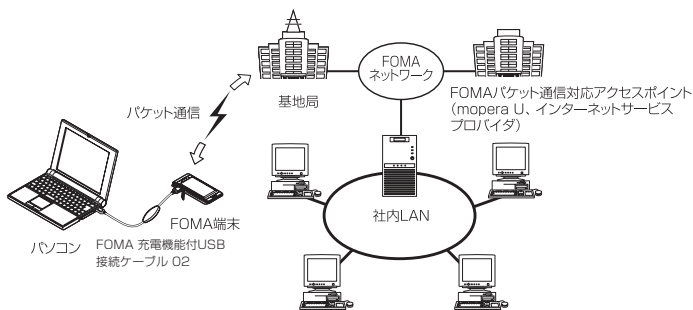 FOMA
ネットワーク
基地局
FOMAパケット通信対応アクセスポイント
(mopera U、インターネットサービス
プロバイダ)
パケット通信
FOMA端末
パソコン
FOMA 充電機能付USB
接続ケーブル 02
社内LAN